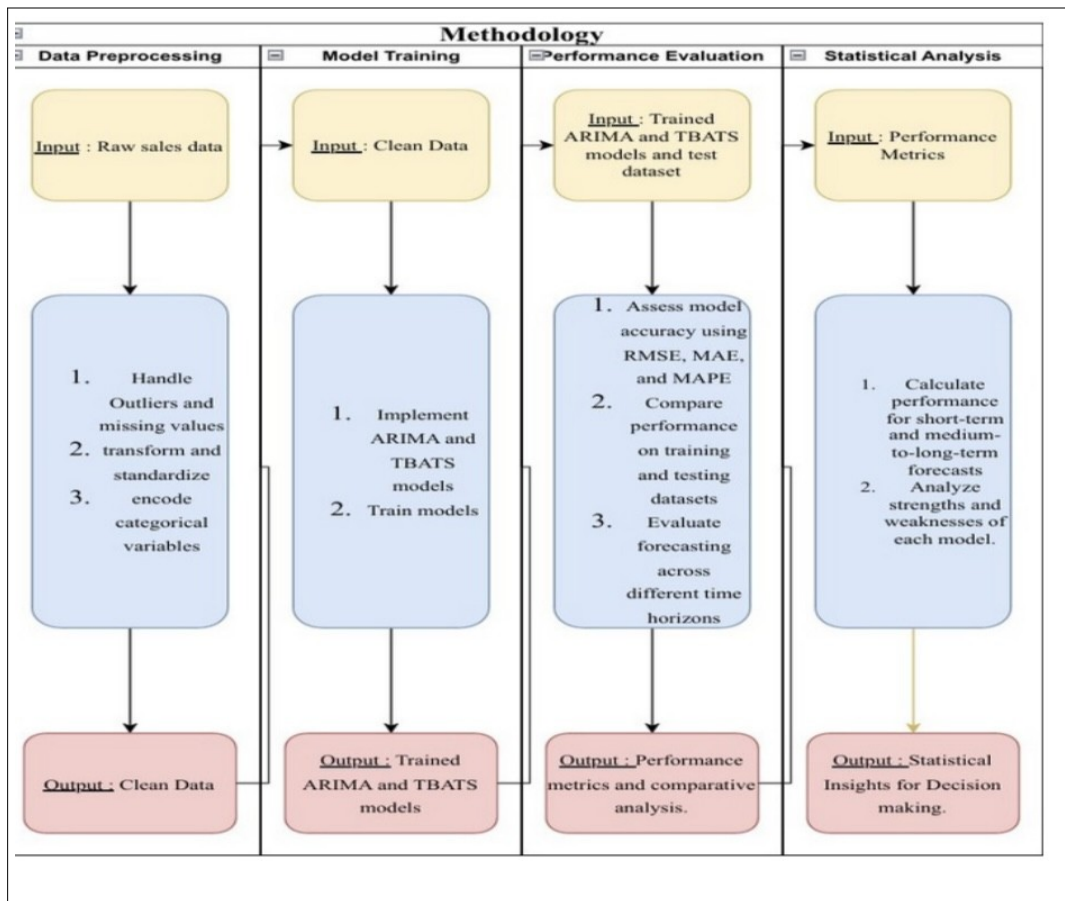 Methodology
Data Preprocessing
Input : Raw sales data
1. Handle
Outliers and
missing values
2. transform and
standardize
3. encode
categorical
variables
Output : Clean Data
Model Training
Input : Clean Data
1. Implement
ARIMA and
TBATS
models
2. Train models
Output : Trained
ARIMA and TBATS
models
Performance Evaluation
Input : Trained
ARIMA and TBATS
models and test
dataset
1. Assess model
accuracy using
RMSE, MAE,
and MAPE
2. Compare
performance
on training
and testing
datasets
3. Evaluate
forecasting
across
different time
horizons
Output : Performance
metrics and comparative
analysis.
Statistical Analysis
Input : Performance
Metrics
1. Calculate
performance
for short-term
and medium-
to-long-term
forecasts
2. Analyze
strengths and
weaknesses of
each model.
Output : Statistical
Insights for Decision
making.